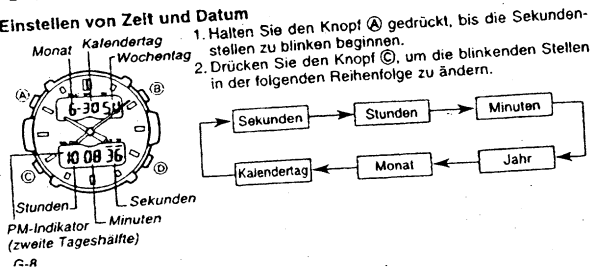 Einstellen von Zeit und Datum
Monat Kalendertag
Wochentag
Ⓐ Ⓑ
6-30 SU
10 08 36
Ⓒ Ⓓ
Stunden Sekunden
PM-Indikator Minuten
(zweite Tageshälfte)
G-8
1. Halten Sie den Knopf Ⓐ gedrückt, bis die Sekunden-
stellen zu blinken beginnen.
2. Drücken Sie den Knopf Ⓒ, um die blinkenden Stellen
in der folgenden Reihenfolge zu ändern.
Sekunden Stunden Minuten
Kalendertag Monat Jahr